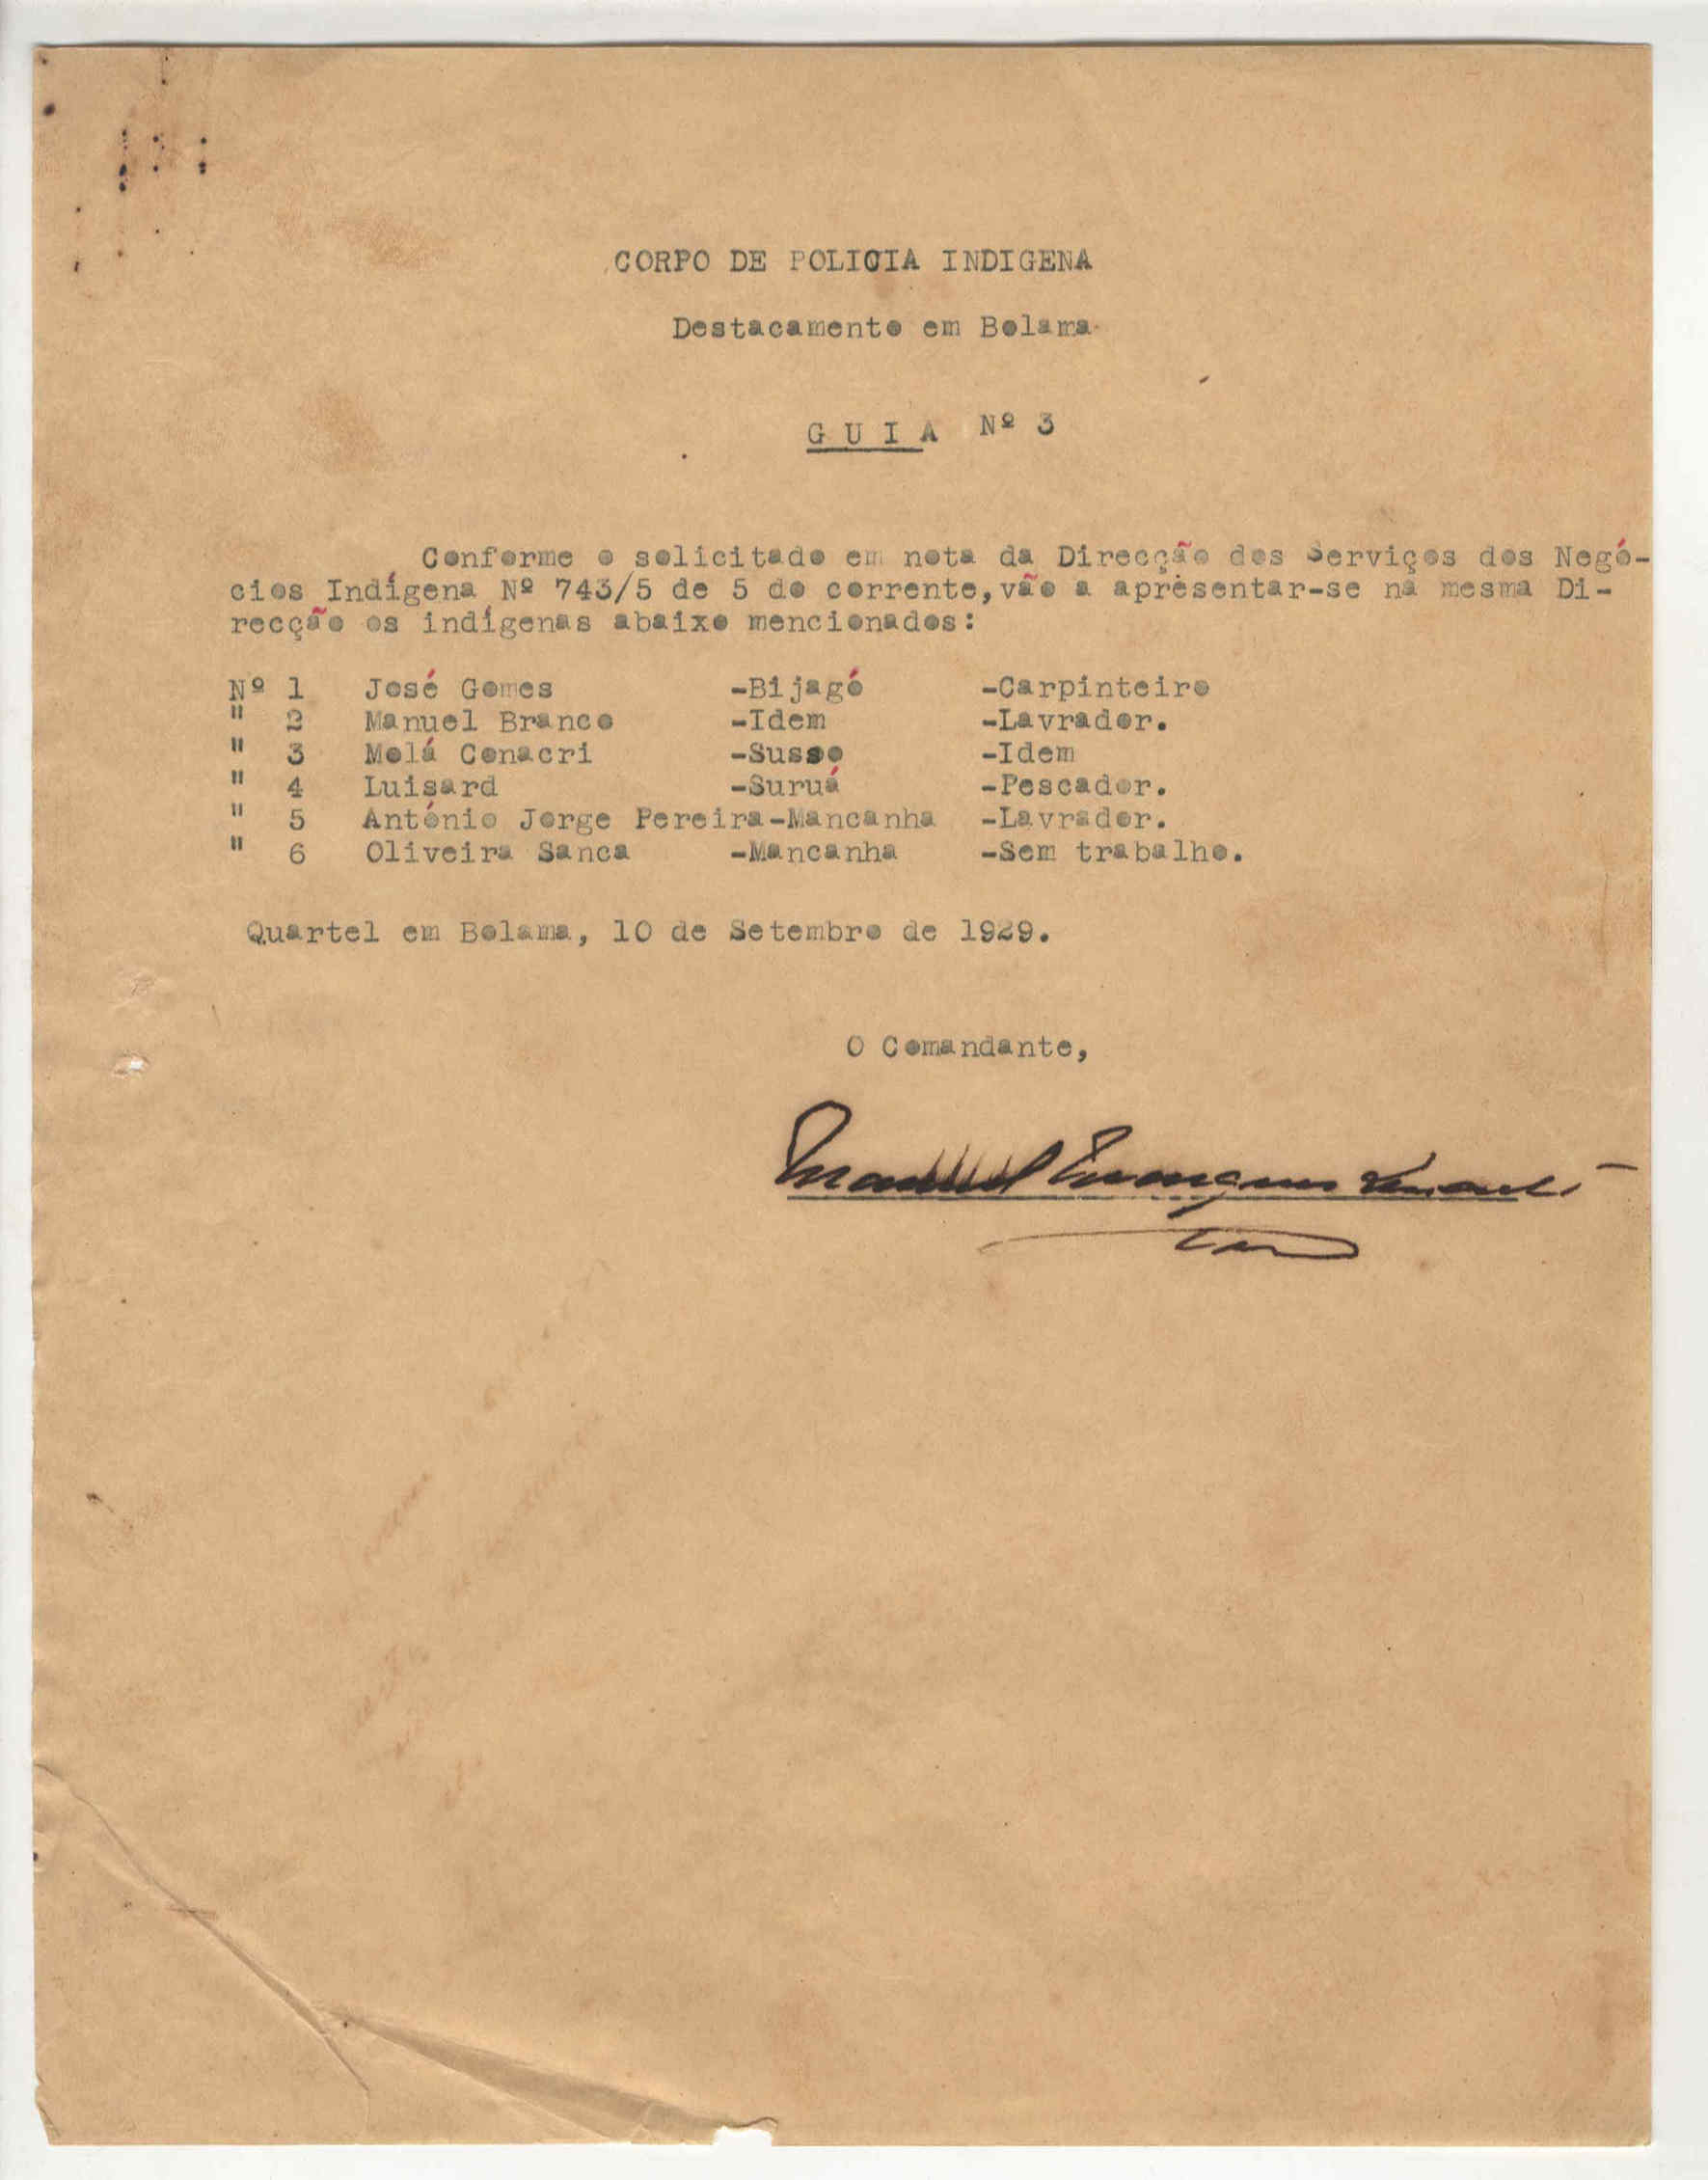 CORPO DE POLICIA INDIGENA
Destacamento em Bolama
GUIA Nº 3
Conforme o solicitado em nota da Direcção dos Serviços dos Negó-
cios Indígena Nº 743/5 de 5 do corrente, vão a aprèsentar-se na mesma Di-
recção os indígenas abaixo mencionados:
Nº 1 José Gomes -Bijagó -Carpinteiro
" 2 Manuel Branco -Idem -Lavrador.
" 3 Molá Conacri -Susso -Idem
" 4 Luisard -Suruá -Pescador.
" 5 António Jorge Pereira-Mancanha -Lavrador.
" 6 Oliveira Sanca -Mancanha -Sem trabalho.
Quartel em Bolama, 10 de Setembro de 1929.
O Comandante,
Manuel